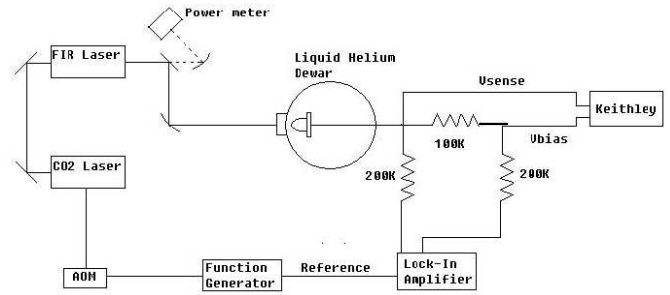 Power meter
FIR Laser
Liquid Helium
Dewar
Vsense
Keithley
100K
Vbias
CO2 Laser
200K
200K
AOM
Function
Generator
Reference
Lock-In
Amplifier